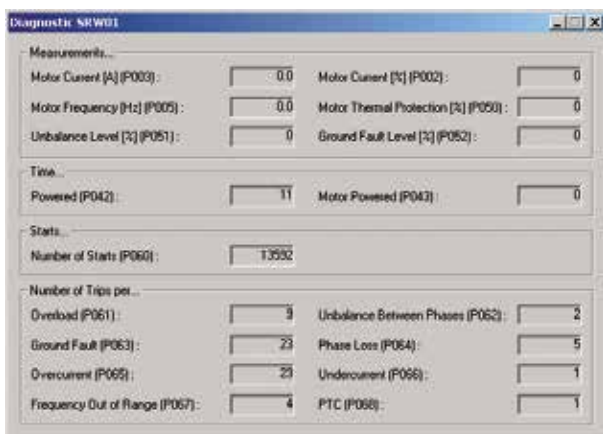 Diagnostic SRW01
Measurements...
Motor Current [A] (P003) : 0.0 Motor Current [%] (P002) : 0
Motor Frequency [Hz] (P005) : 0.0 Motor Thermal Protection [%] (P050) : 0
Unbalance Level [%] (P051) : 0 Ground Fault Level [%] (P052) : 0
Time...
Powered (P042) : 11 Motor Powered (P043) : 0
Starts...
Number of Starts (P060) : 13592
Number of Trips per...
Overload (P061) : 9 Unbalance Between Phases (P062) : 2
Ground Fault (P063) : 23 Phase Loss (P064) : 5
Overcurrent (P065) : 23 Undercurrent (P066) : 1
Frequency Out of Range (P067) : 4 PTC (P068) : 1